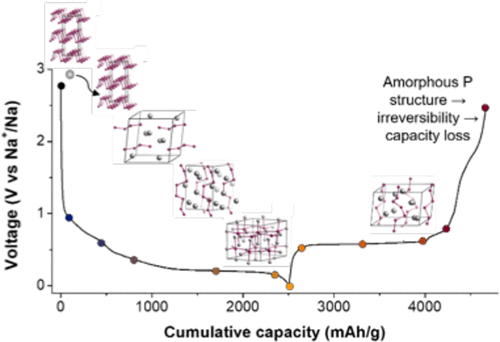 Amorphous P
structure →
irreversibility →
capacity loss
3
2
1
0
Voltage (V vs Na⁺/Na)
0 1000 2000 3000 4000
Cumulative capacity (mAh/g)